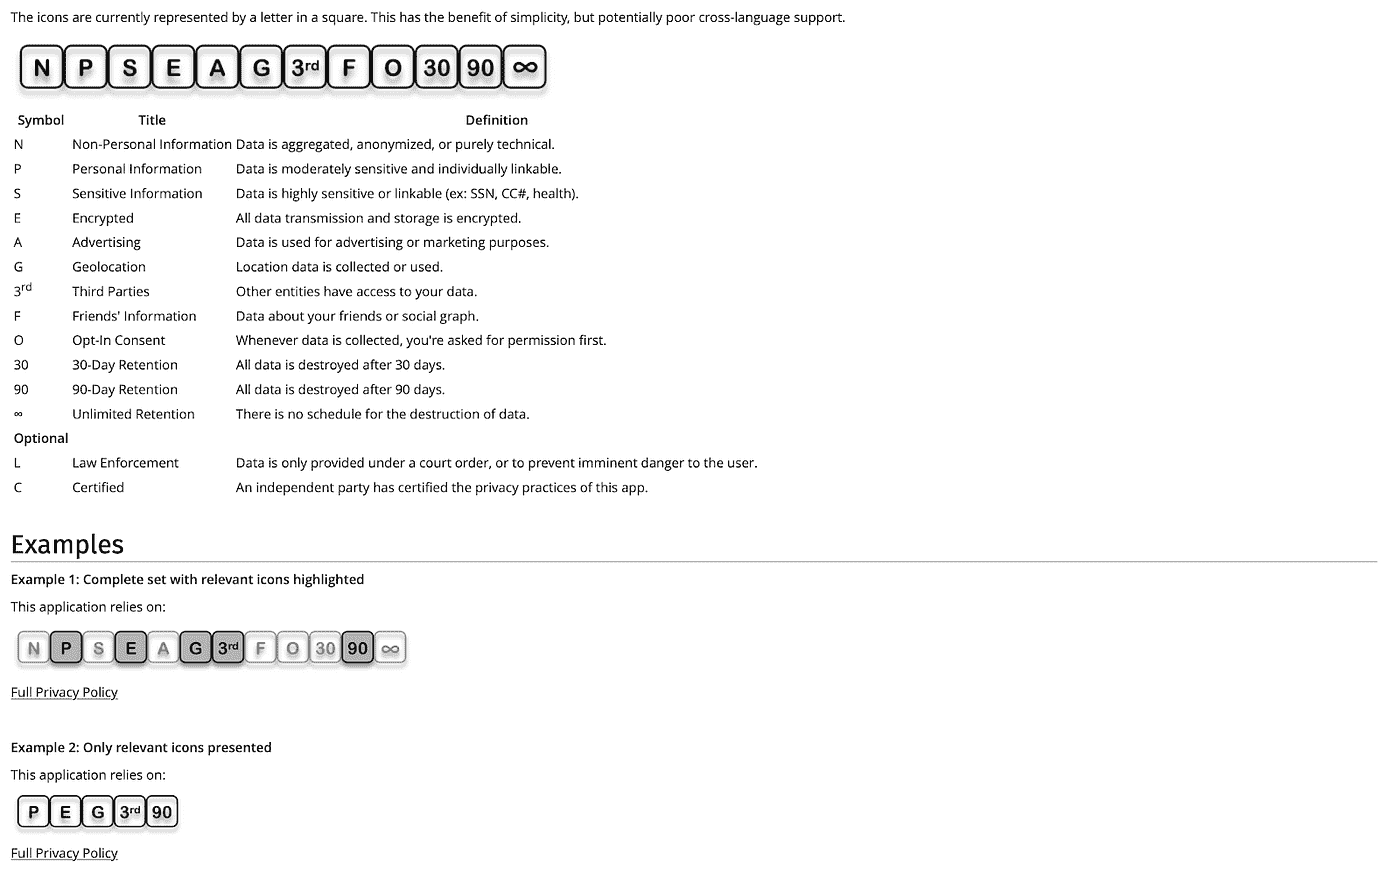 The icons are currently represented by a letter in a square. This has the benefit of simplicity, but potentially poor cross-language support.
N P S E A G 3rd F O 30 90 ∞
Symbol Title Definition
N Non-Personal Information Data is aggregated, anonymized, or purely technical.
P Personal Information Data is moderately sensitive and individually linkable.
S Sensitive Information Data is highly sensitive or linkable (ex: SSN, CC#, health).
E Encrypted All data transmission and storage is encrypted.
A Advertising Data is used for advertising or marketing purposes.
G Geolocation Location data is collected or used.
3rd Third Parties Other entities have access to your data.
F Friends' Information Data about your friends or social graph.
O Opt-In Consent Whenever data is collected, you're asked for permission first.
30 30-Day Retention All data is destroyed after 30 days.
90 90-Day Retention All data is destroyed after 90 days.
∞ Unlimited Retention There is no schedule for the destruction of data.
Optional
L Law Enforcement Data is only provided under a court order, or to prevent imminent danger to the user.
C Certified An independent party has certified the privacy practices of this app.
Examples
Example 1: Complete set with relevant icons highlighted
This application relies on:
N P S E A G 3rd F O 30 90 ∞
Full Privacy Policy
Example 2: Only relevant icons presented
This application relies on:
P E G 3rd 90
Full Privacy Policy